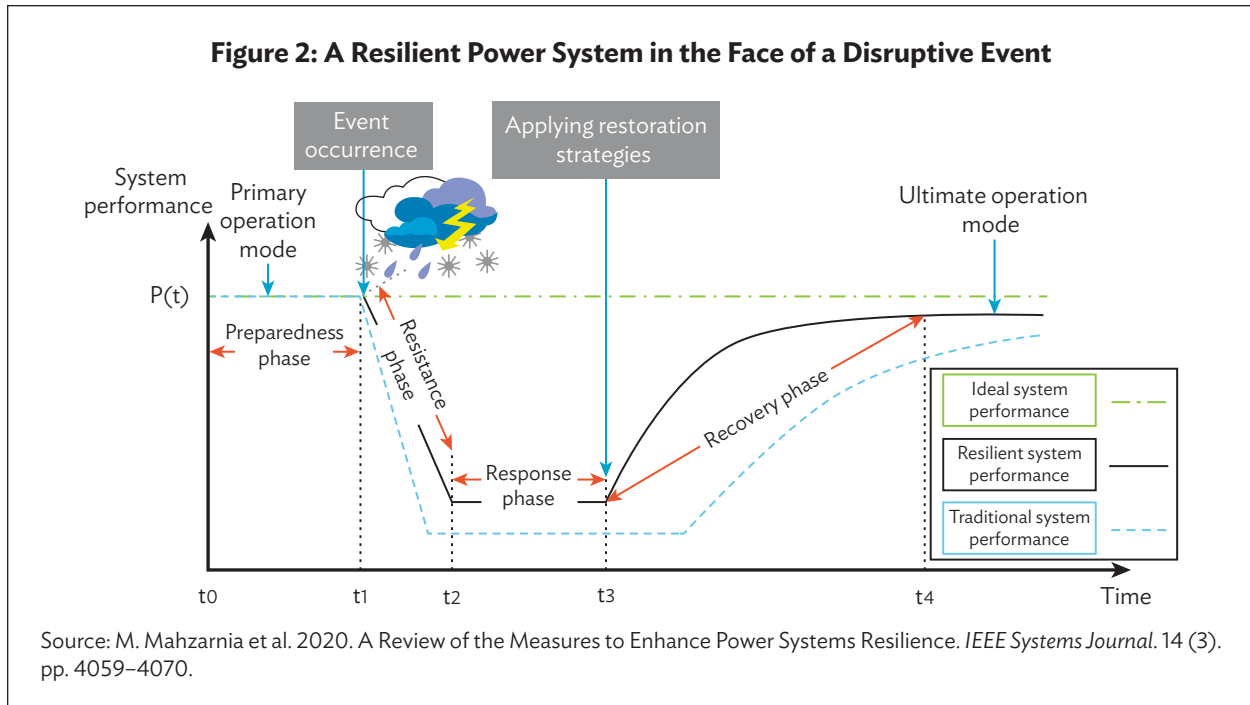 Figure 2: A Resilient Power System in the Face of a Disruptive Event
Event
occurrence
Applying restoration
strategies
System
performance
Primary
operation
mode
Ultimate operation
mode
P(t)
Preparedness
phase
Resistance
phase
Response
phase
Recovery phase
Ideal system
performance
Resilient system
performance
Traditional system
performance
t0
t1
t2
t3
t4
Time
Source: M. Mahzarnia et al. 2020. A Review of the Measures to Enhance Power Systems Resilience. IEEE Systems Journal. 14 (3).
pp. 4059–4070.